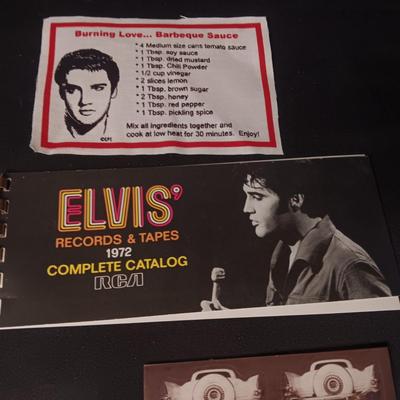 Burning Love... Barbeque Sauce
* 4 Medium size cans tomato sauce
* 1 Tbsp. soy sauce
* 1 Tbsp. dried mustard
* 1 Tbsp. Chili Powder
* 1/2 cup vinegar
* 2 slices lemon
* 1 Tbsp. brown sugar
* 2 Tbsp. honey
* 1 Tbsp. red pepper
* 1 Tbsp. pickling spice
Mix all ingredients together and
cook at low heat for 30 minutes. Enjoy!
©EPE
ELVIS'
RECORDS & TAPES
1972
COMPLETE CATALOG
RCA